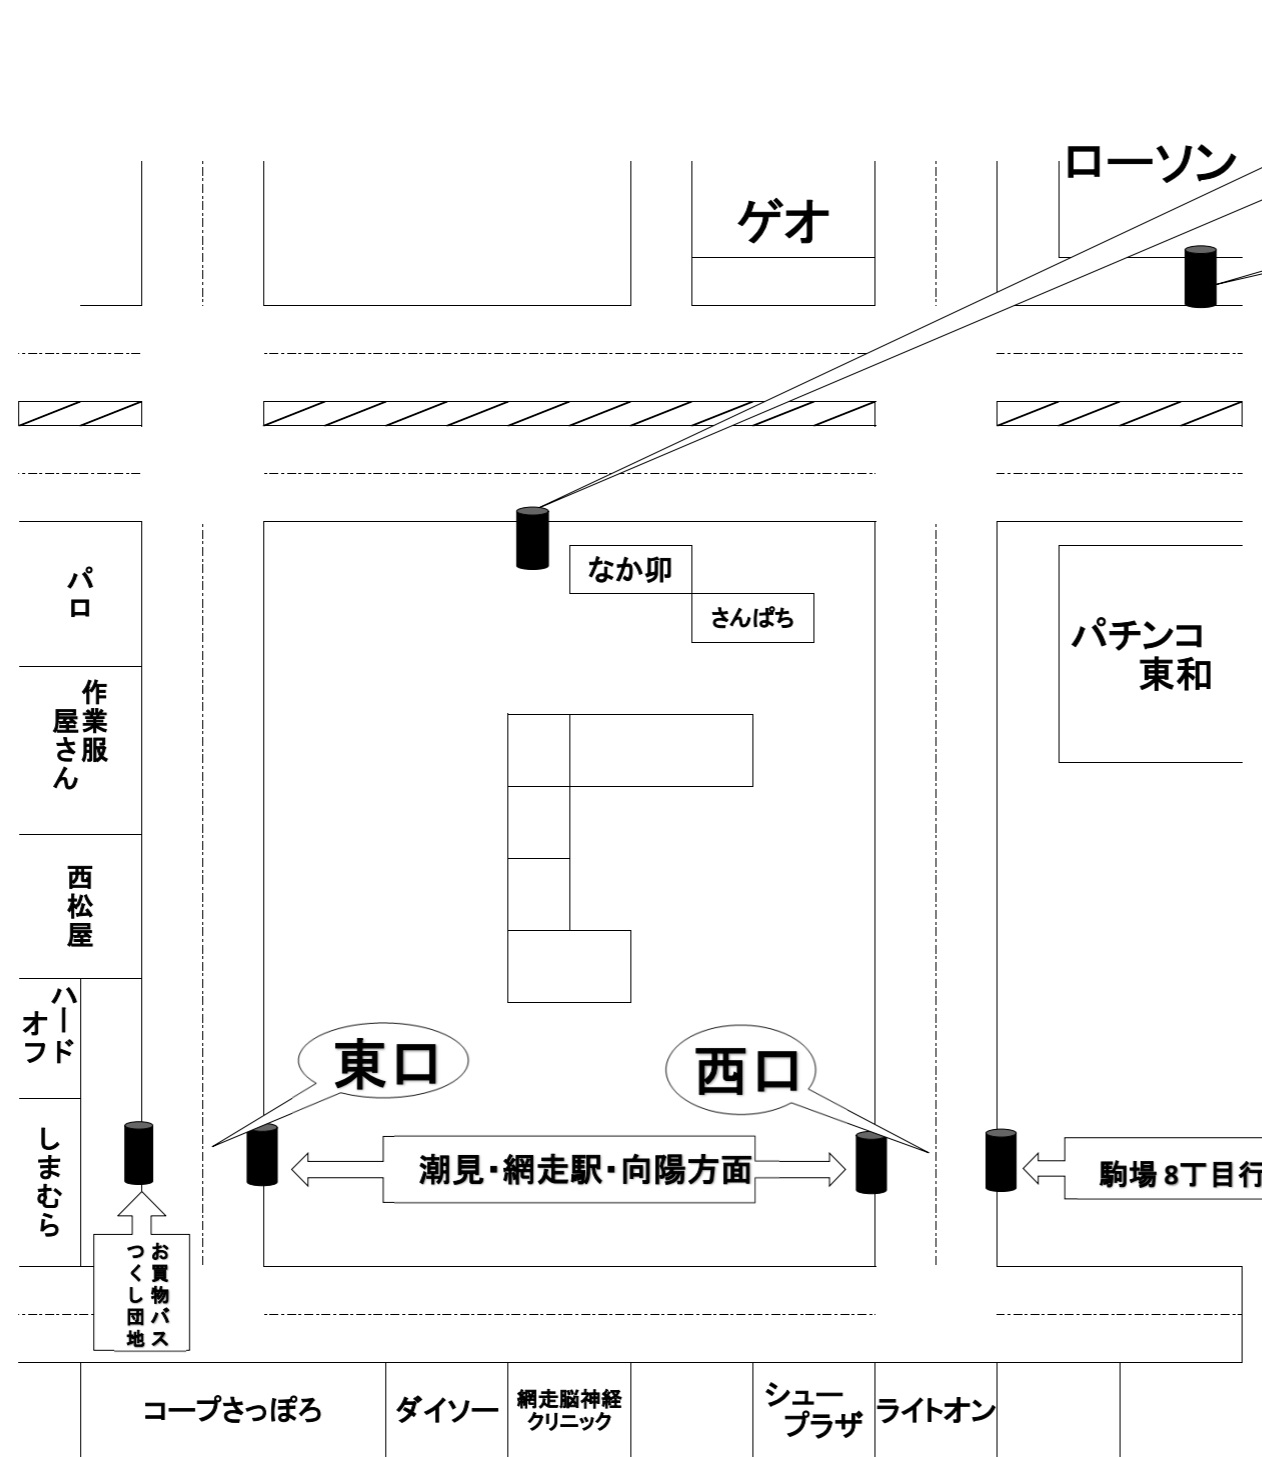 ローソン
ゲオ
なか卯
さんぱち
パロ
パチンコ
東和
作業服
屋さん
西松屋
ハード
オフ
東口
西口
しまむら
潮見・網走駅・向陽方面
駒場8丁目行
お買物バス
つくし団地
コープさっぽろ
ダイソー
網走脳神経
クリニック
シュー
プラザ
ライトオン